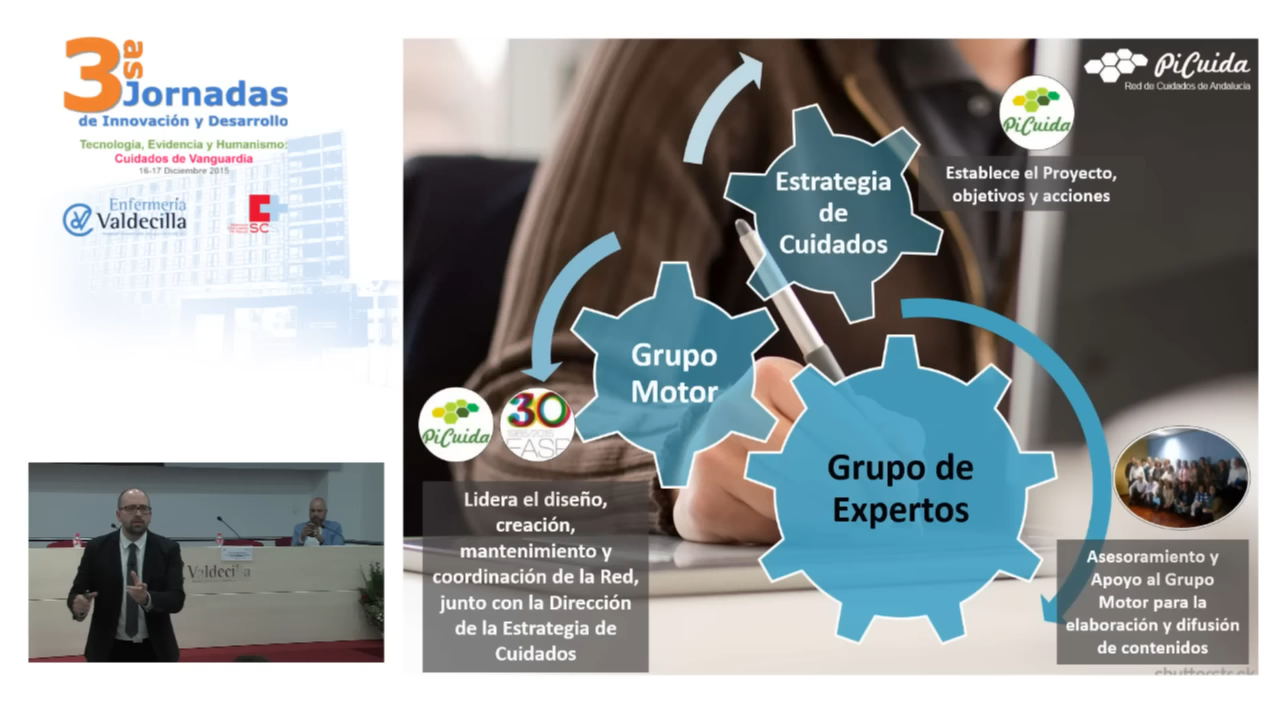 3as
Jornadas
de Innovación y Desarrollo
Tecnología, Evidencia y Humanismo:
Cuidados de Vanguardia
16-17 Diciembre 2015
Enfermería
Valdecilla
SC
PiCuida
Red de Cuidados de Andalucía
PiCuida
Establece el Proyecto,
objetivos y acciones
Estrategia
de
Cuidados
Grupo
Motor
PiCuida
30
EASP
Lidera el diseño,
creación,
mantenimiento y
coordinación de la Red,
junto con la Dirección
de la Estrategia de
Cuidados
Grupo de
Expertos
Asesoramiento y
Apoyo al Grupo
Motor para la
elaboración y difusión
de contenidos
Valdecilla